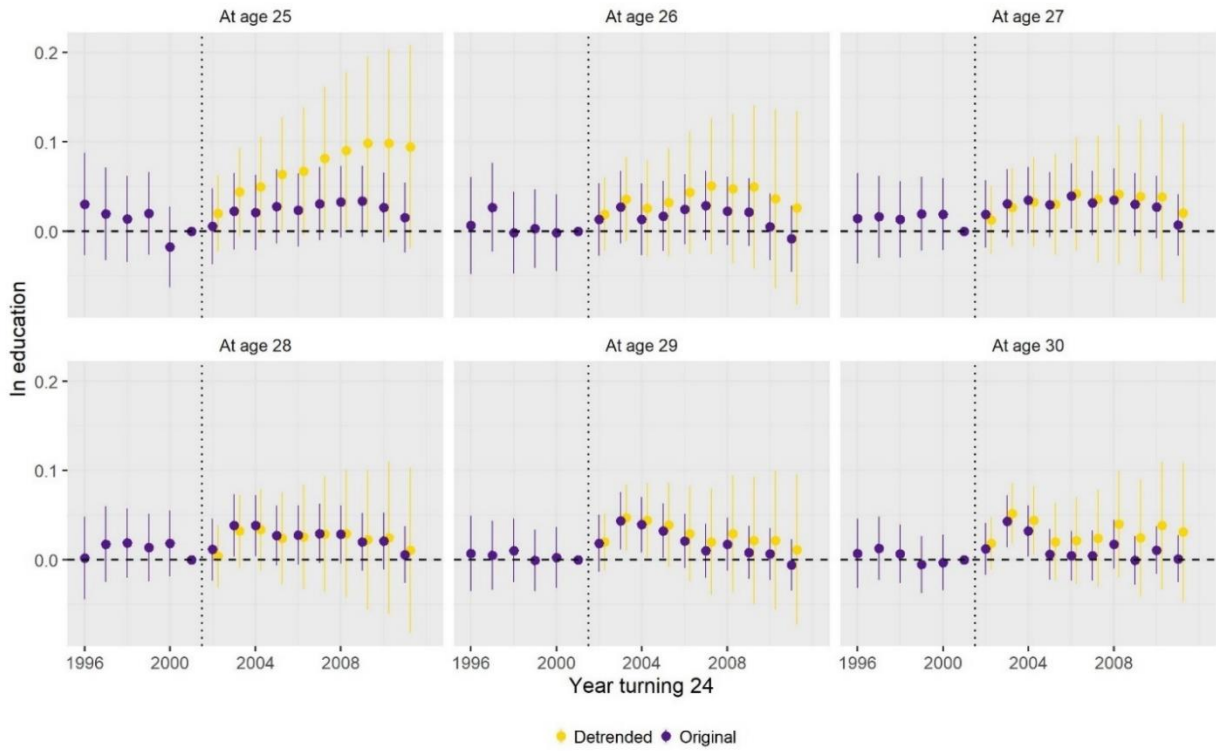 At age 25
At age 26
At age 27
0.2
0.1
0.0
At age 28
At age 29
At age 30
0.2
0.1
0.0
In education
1996 2000 2004 2008
1996 2000 2004 2008
1996 2000 2004 2008
Year turning 24
Detrended Original